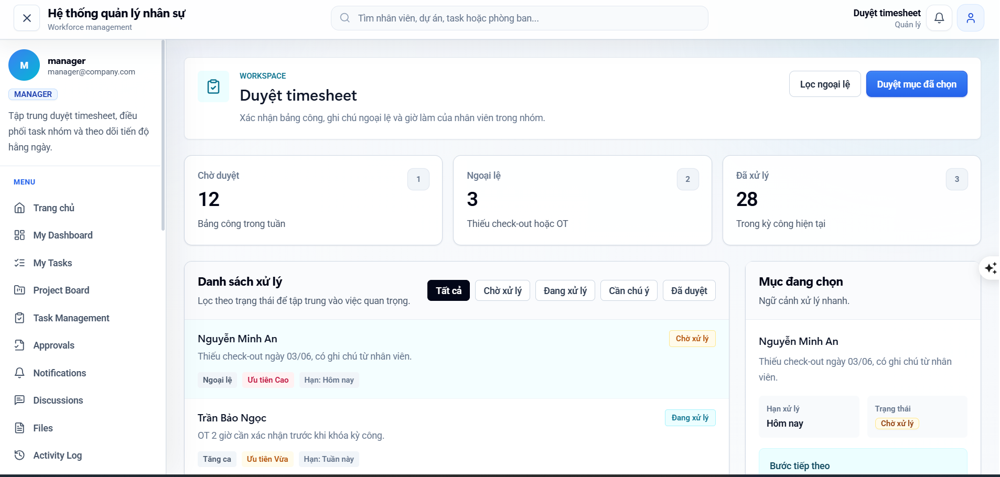 Hệ thống quản lý nhân sự
Workforce management
Tìm nhân viên, dự án, task hoặc phòng ban...
Duyệt timesheet
Quản lý
M
manager
manager@company.com
MANAGER
Tập trung duyệt timesheet, điều
phối task nhóm và theo dõi tiến độ
hằng ngày.
MENU
Trang chủ
My Dashboard
My Tasks
Project Board
Task Management
Approvals
Notifications
Discussions
Files
Activity Log
WORKSPACE
Duyệt timesheet
Xác nhận bảng công, ghi chú ngoại lệ và giờ làm của nhân viên trong nhóm.
Lọc ngoại lệ
Duyệt mục đã chọn
Chờ duyệt
1
12
Bảng công trong tuần
Ngoại lệ
2
3
Thiếu check-out hoặc OT
Đã xử lý
3
28
Trong kỳ công hiện tại
Danh sách xử lý
Lọc theo trạng thái để tập trung vào việc quan trọng.
Tất cả
Chờ xử lý
Đang xử lý
Cần chú ý
Đã duyệt
Nguyễn Minh An
Chờ xử lý
Thiếu check-out ngày 03/06, có ghi chú từ nhân viên.
Ngoại lệ
Ưu tiên Cao
Hạn: Hôm nay
Trần Bảo Ngọc
Đang xử lý
OT 2 giờ cần xác nhận trước khi khóa kỳ công.
Tăng ca
Ưu tiên Vừa
Hạn: Tuần này
Mục đang chọn
Ngữ cảnh xử lý nhanh.
Nguyễn Minh An
Thiếu check-out ngày 03/06, có ghi chú từ nhân
viên.
Hạn xử lý
Hôm nay
Trạng thái
Chờ xử lý
Bước tiếp theo